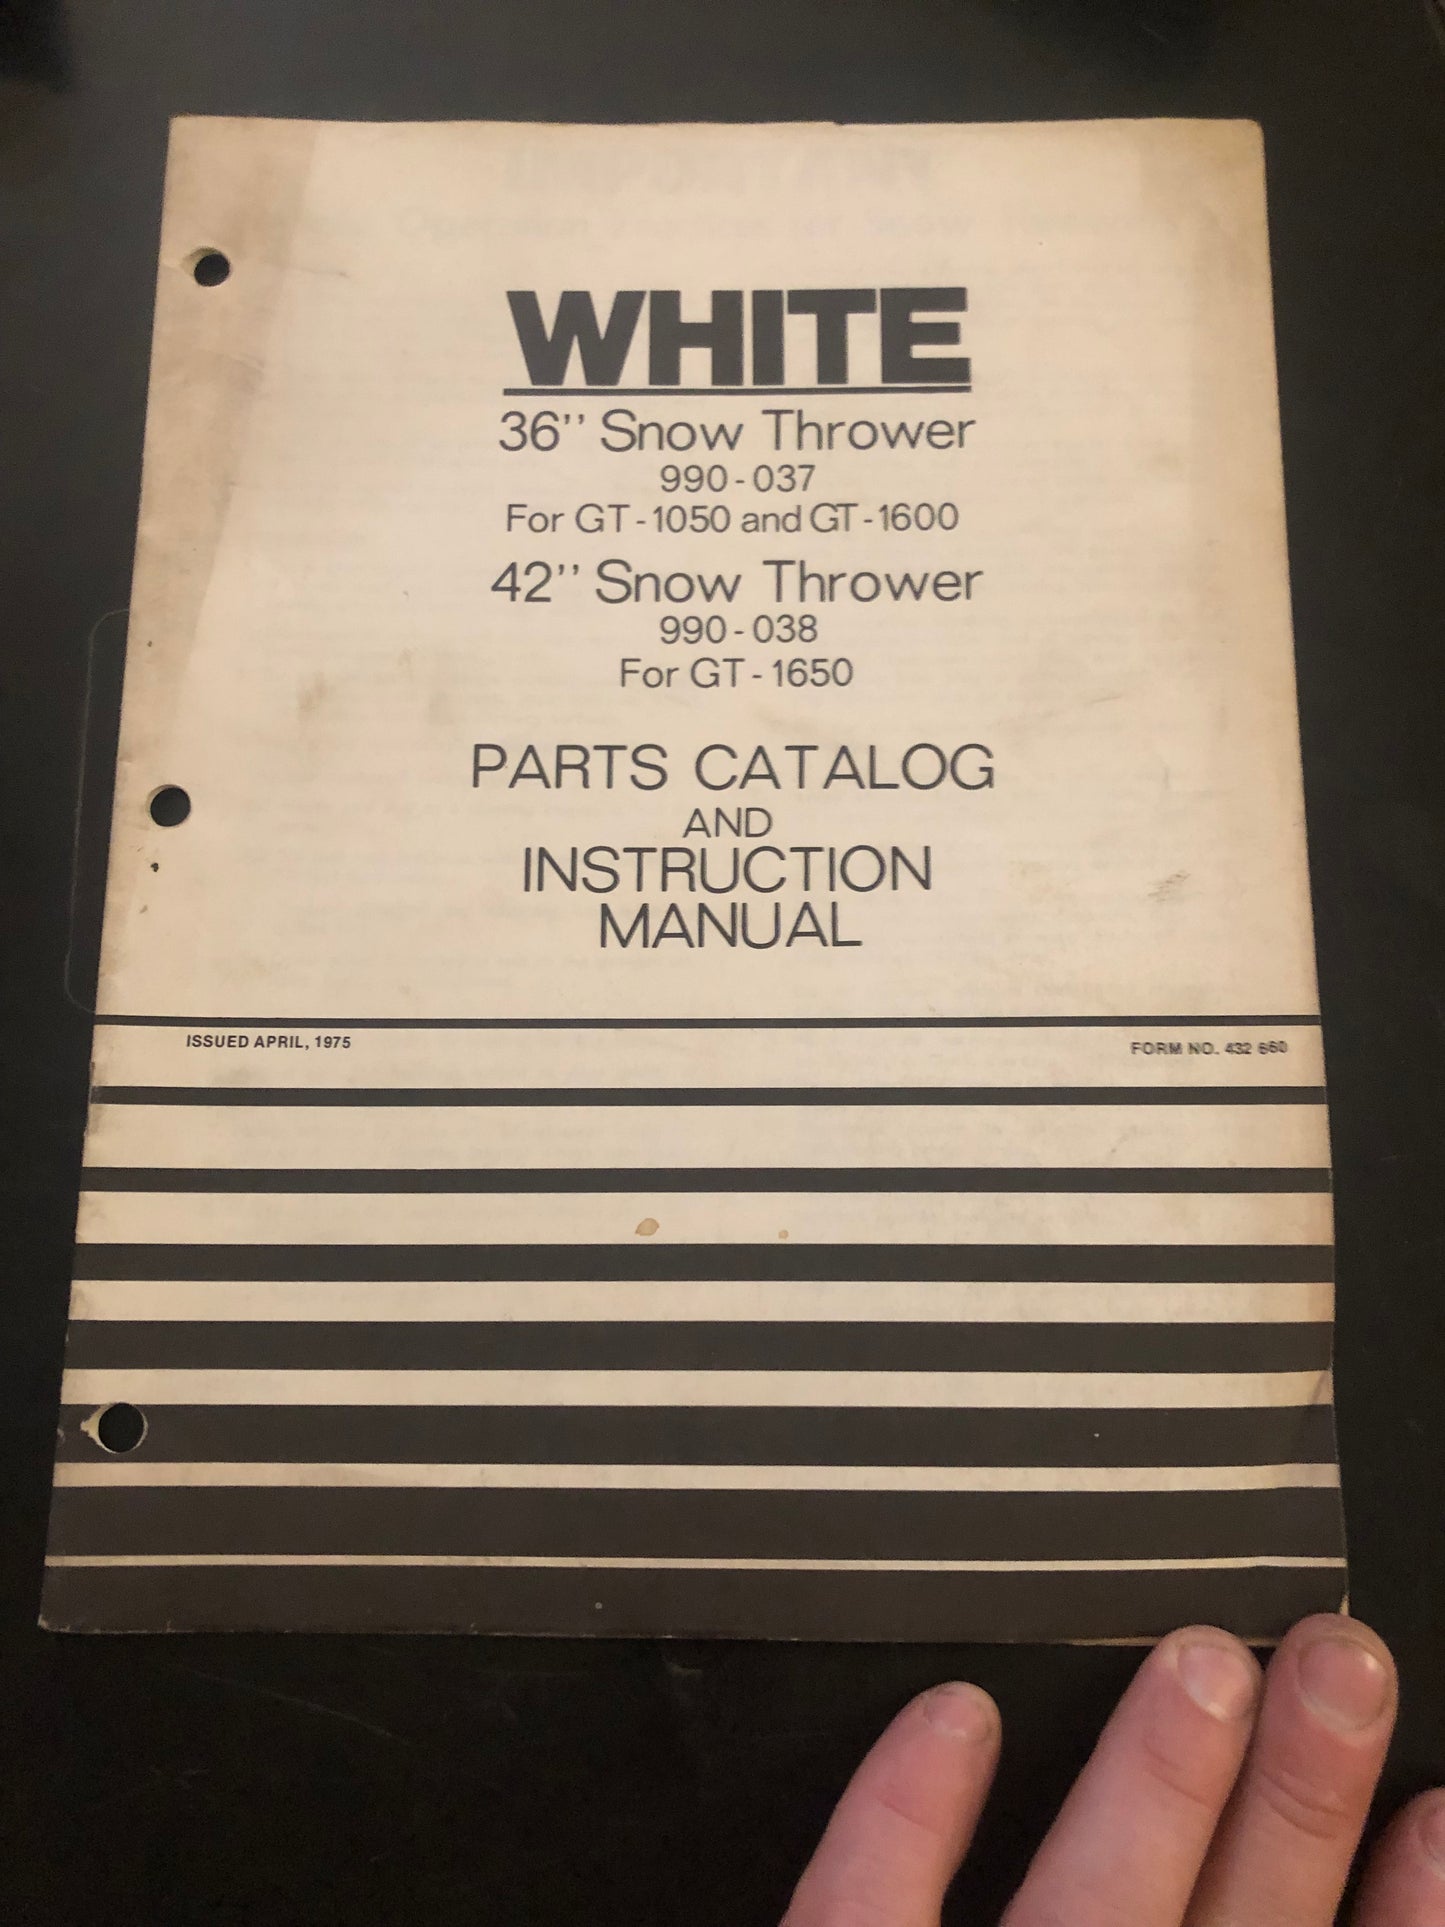 WHITE
36'' Snow Thrower
990-037
For GT-1050 and GT-1600
42'' Snow Thrower
990-038
For GT-1650
PARTS CATALOG
AND
INSTRUCTION
MANUAL
ISSUED APRIL, 1975
FORM NO. 432 660